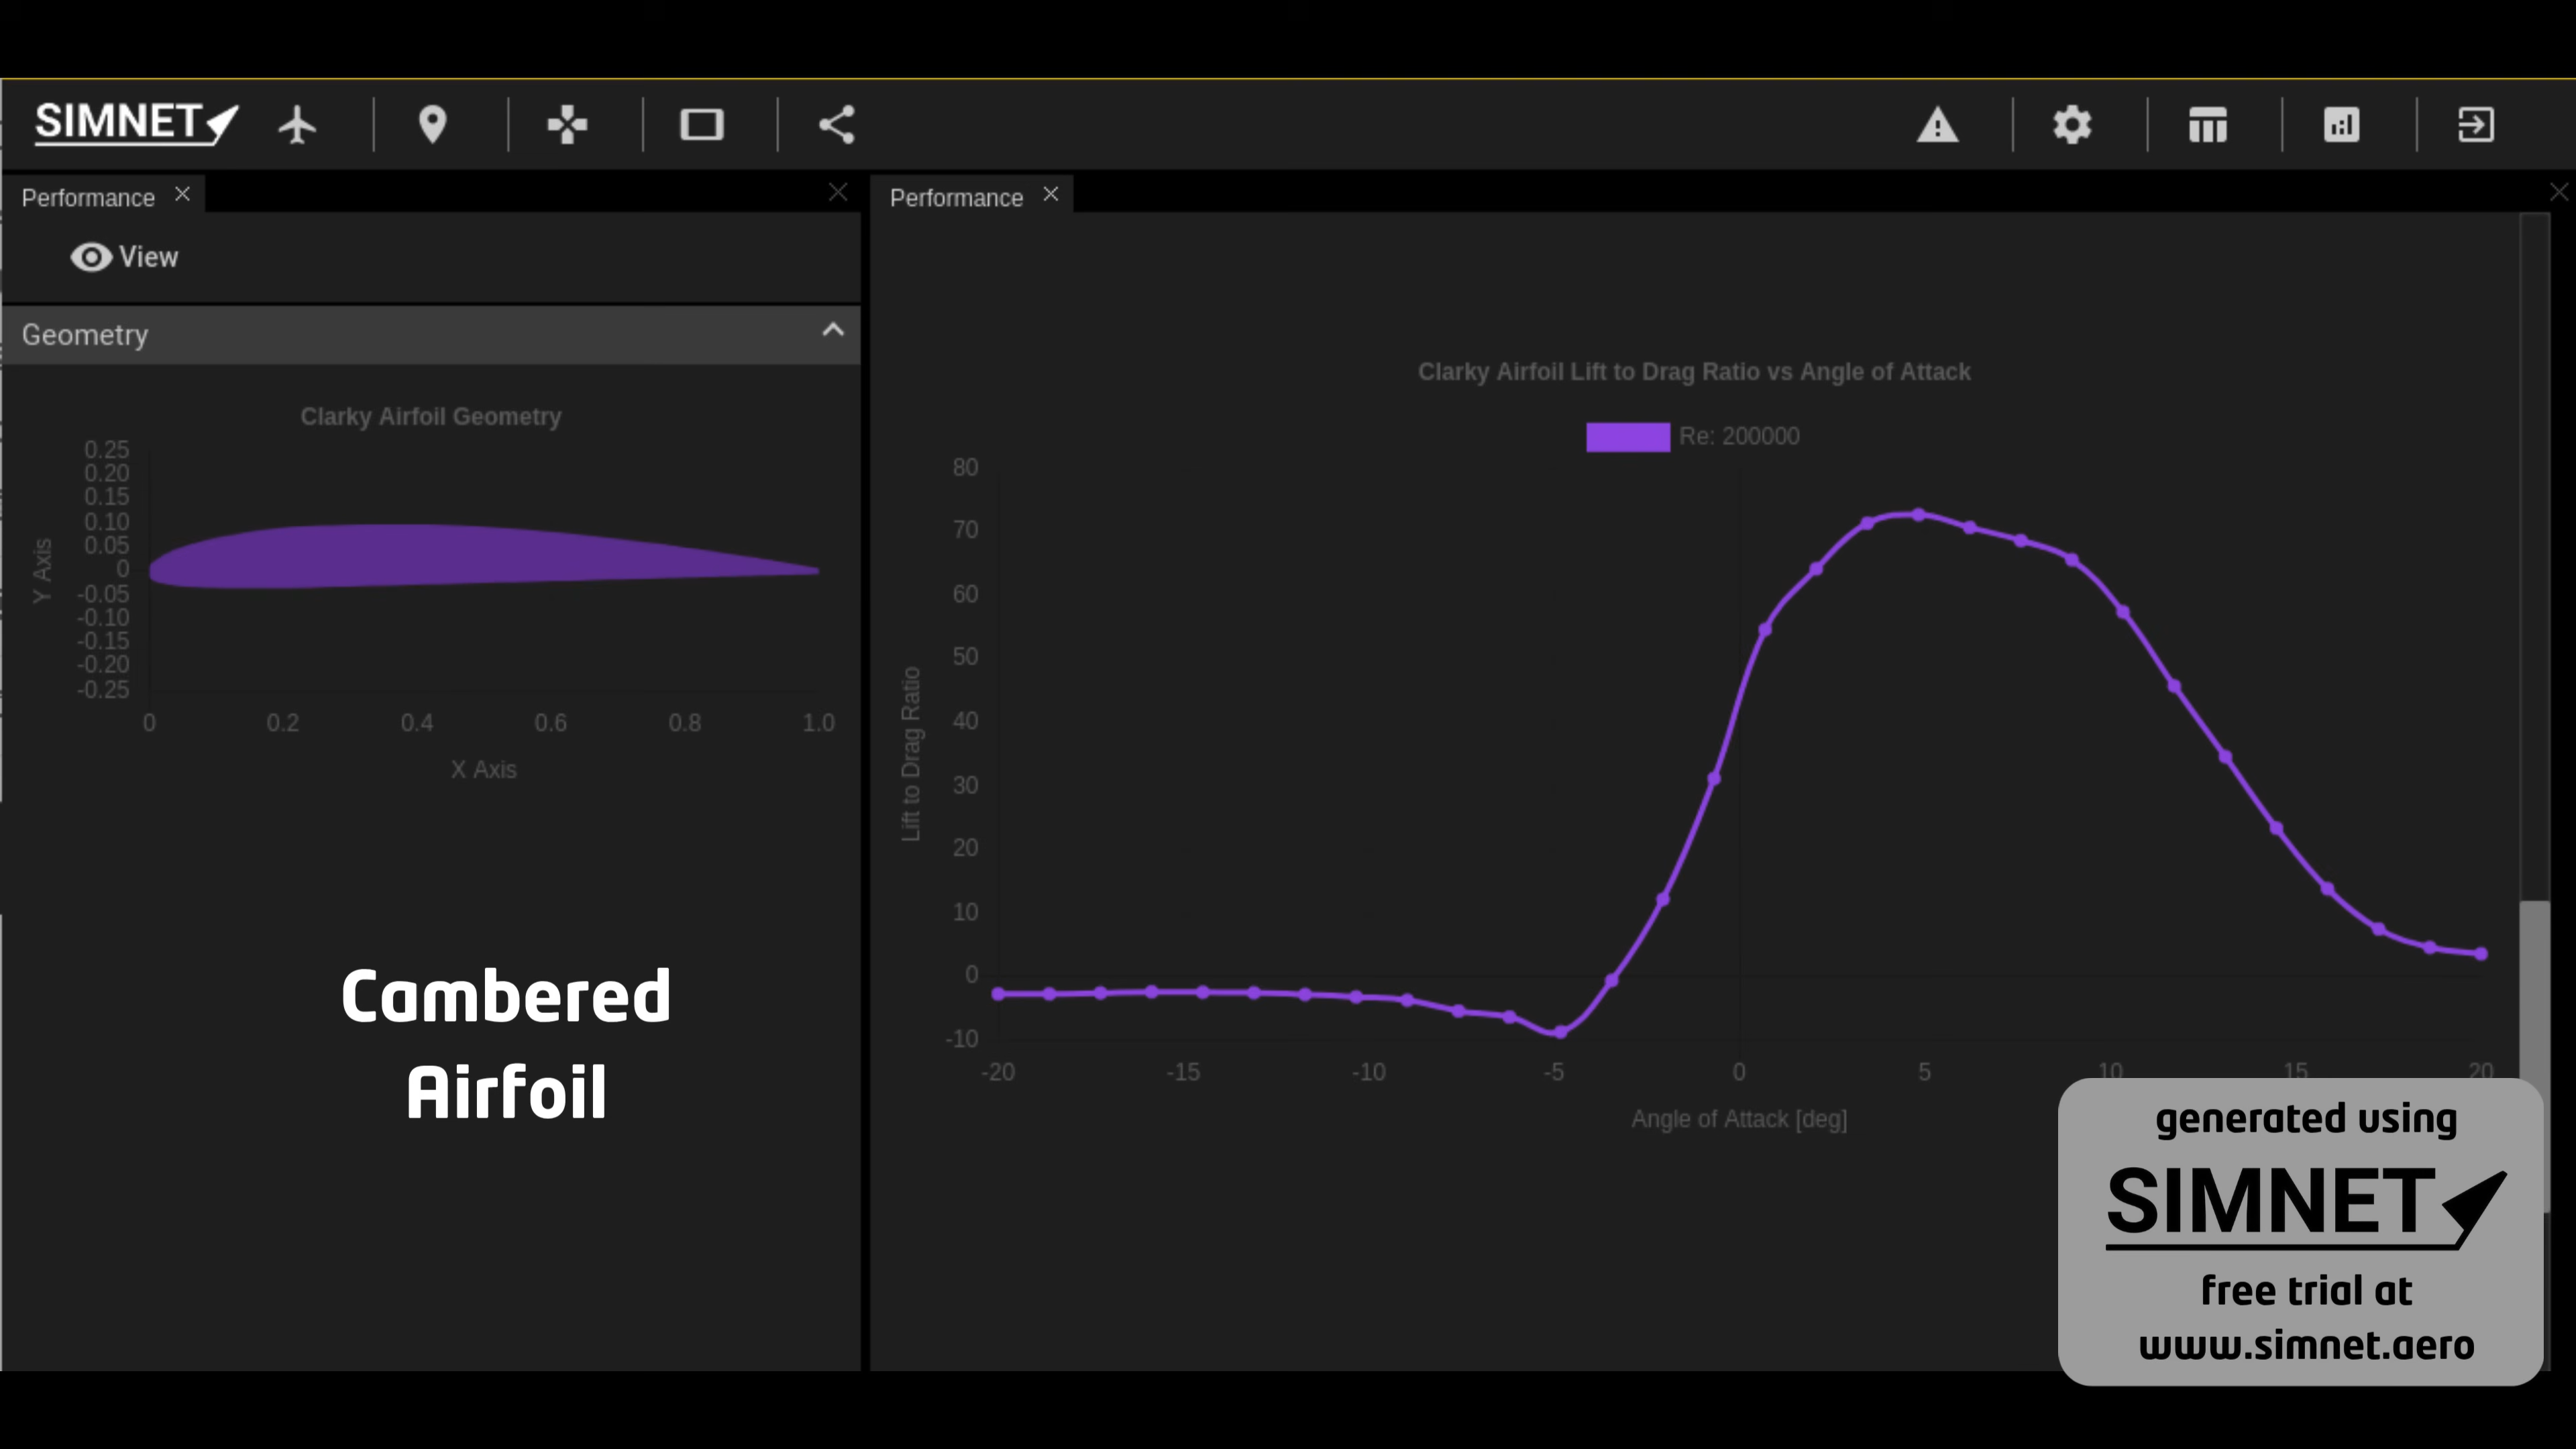 SIMNET
Performance
Performance
View
Geometry
Clarky Airfoil Geometry
0.25
0.20
0.15
0.10
0.05
0
-0.05
-0.10
-0.15
-0.20
-0.25
Y Axis
0 0.2 0.4 0.6 0.8 1.0
X Axis
Cambered
Airfoil
Clarky Airfoil Lift to Drag Ratio vs Angle of Attack
Re: 200000
80
70
60
50
40
30
20
10
0
-10
Lift to Drag Ratio
-20 -15 -10 -5 0 5 10 15 20
Angle of Attack [deg]
generated using
SIMNET
free trial at
www.simnet.aero